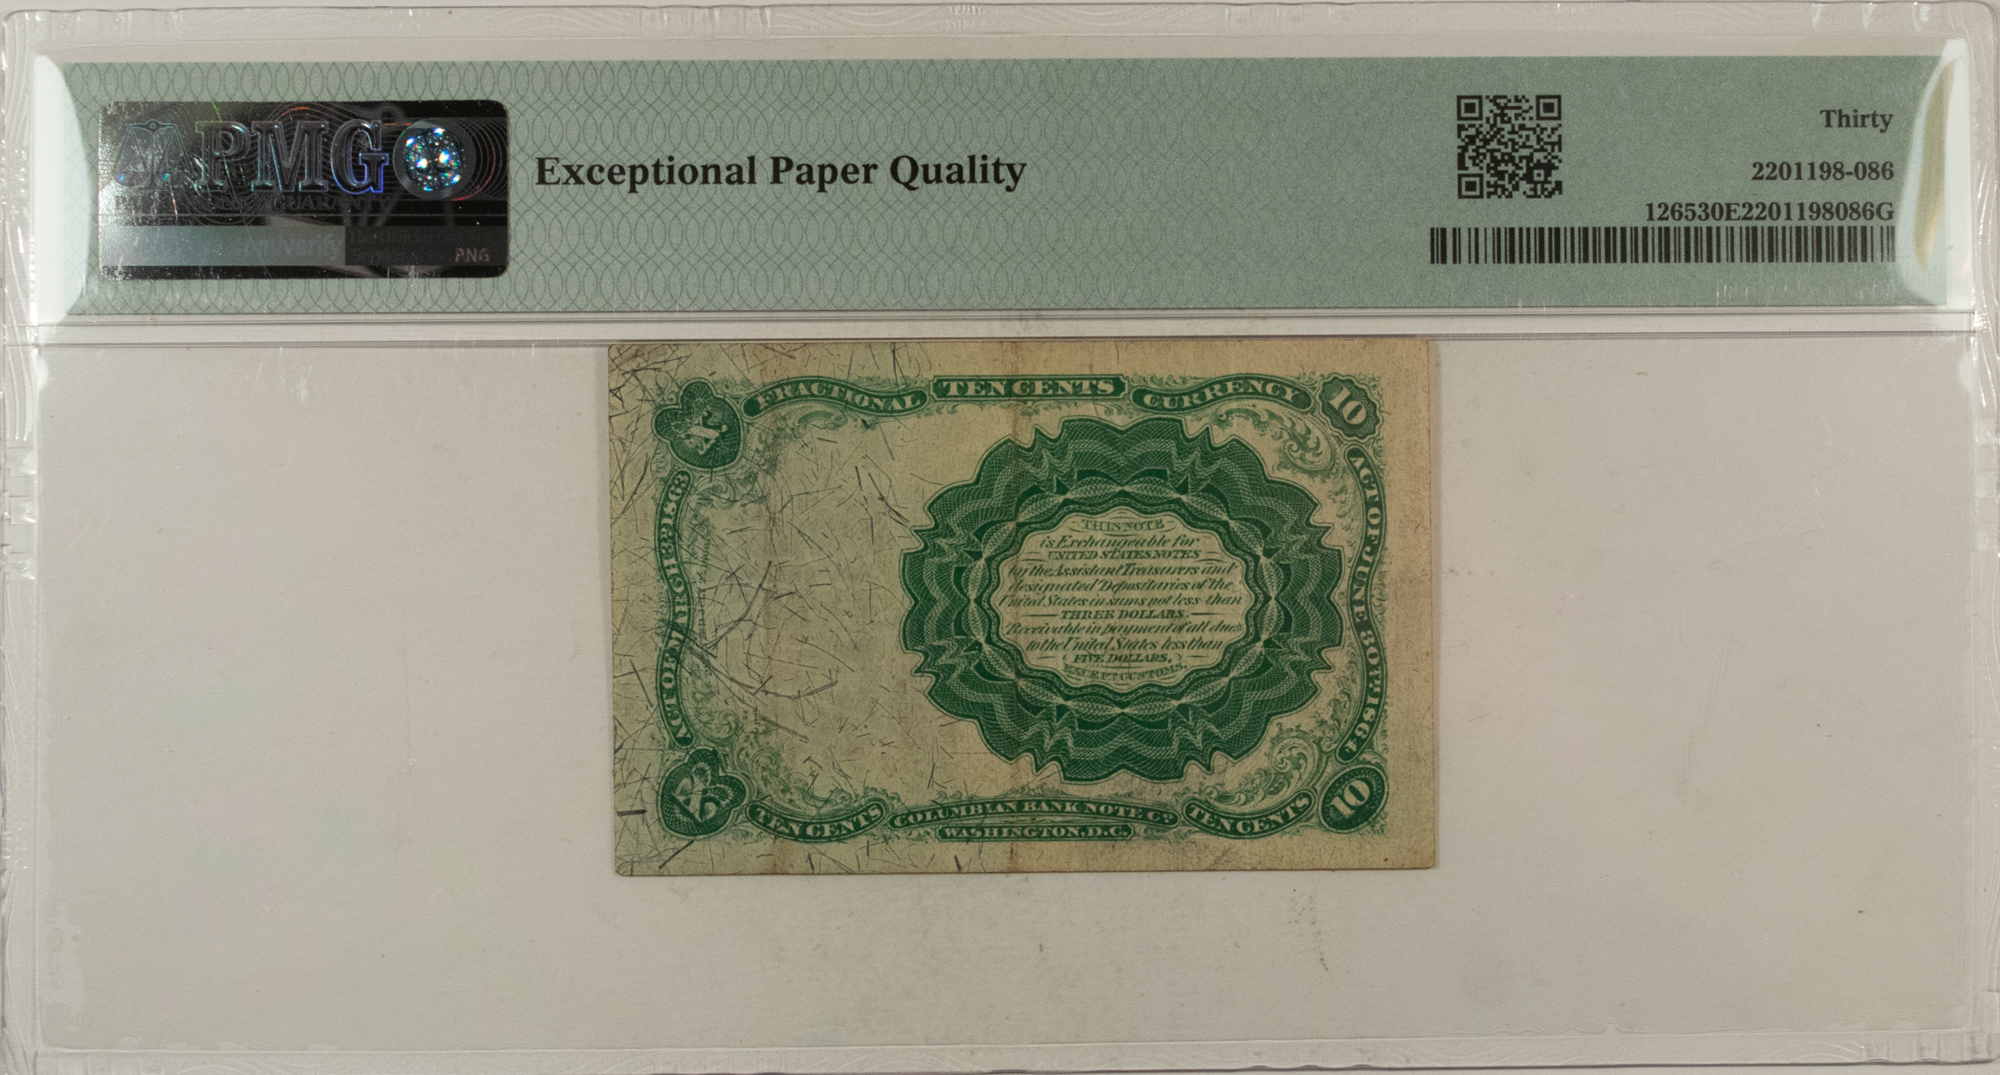 PMG
Exceptional Paper Quality
Thirty
2201198-086
126530E2201198086G
PNG
FRACTIONAL TEN CENTS CURRENCY
X
10
ACT OF MARCH 3D 1863
ACT OF JUNE 30TH 1864
THIS NOTE
is Exchangeable for
UNITED STATES NOTES
by the Assistant Treasurers and
designated Depositaries of the
United States in sums not less than
THREE DOLLARS.
Receivable in payment of all dues
to the United States less than
FIVE DOLLARS,
EXCEPT CUSTOMS.
X
10
TEN CENTS
COLUMBIAN BANK NOTE CO
TEN CENTS
WASHINGTON, D.C.